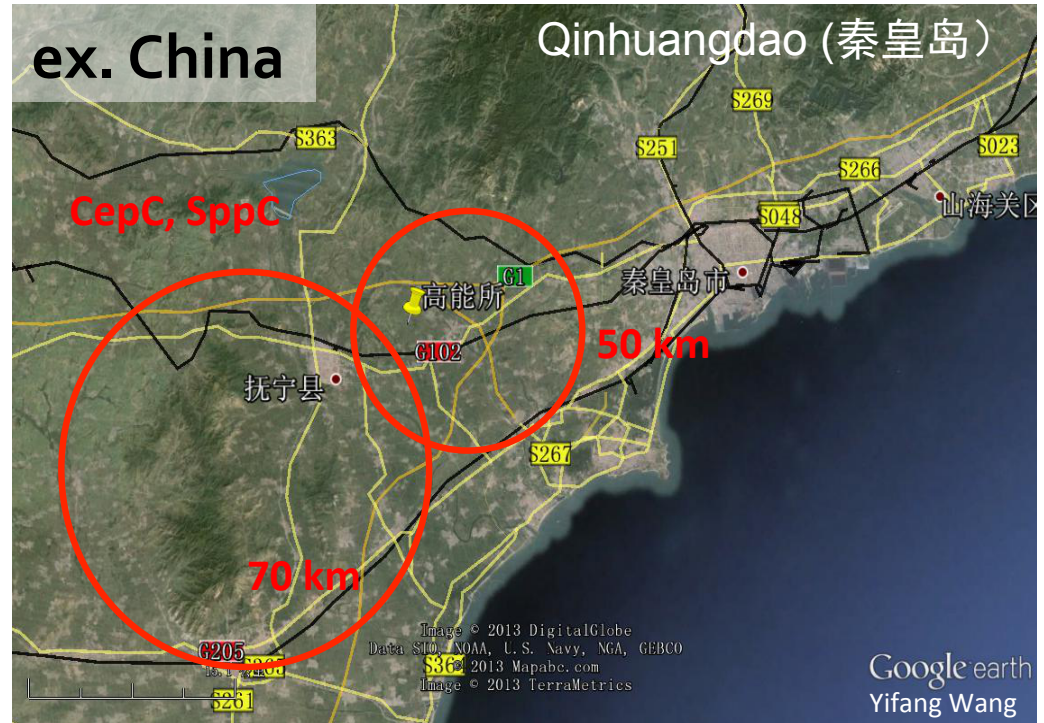 ex. China
Qinhuangdao (秦皇岛）
S269
S363
S251
S023
S266
CepC, SppC
S048
山海关区
G1
秦皇岛市
高能所
G102
50 km
抚宁县
S267
70 km
Image © 2013 DigitalGlobe
Data SIO, NOAA, U.S. Navy, NGA, GEBCO
G205
© 2013 Mapabc.com
Image © 2013 TerraMetrics
S261
Google earth
Yifang Wang